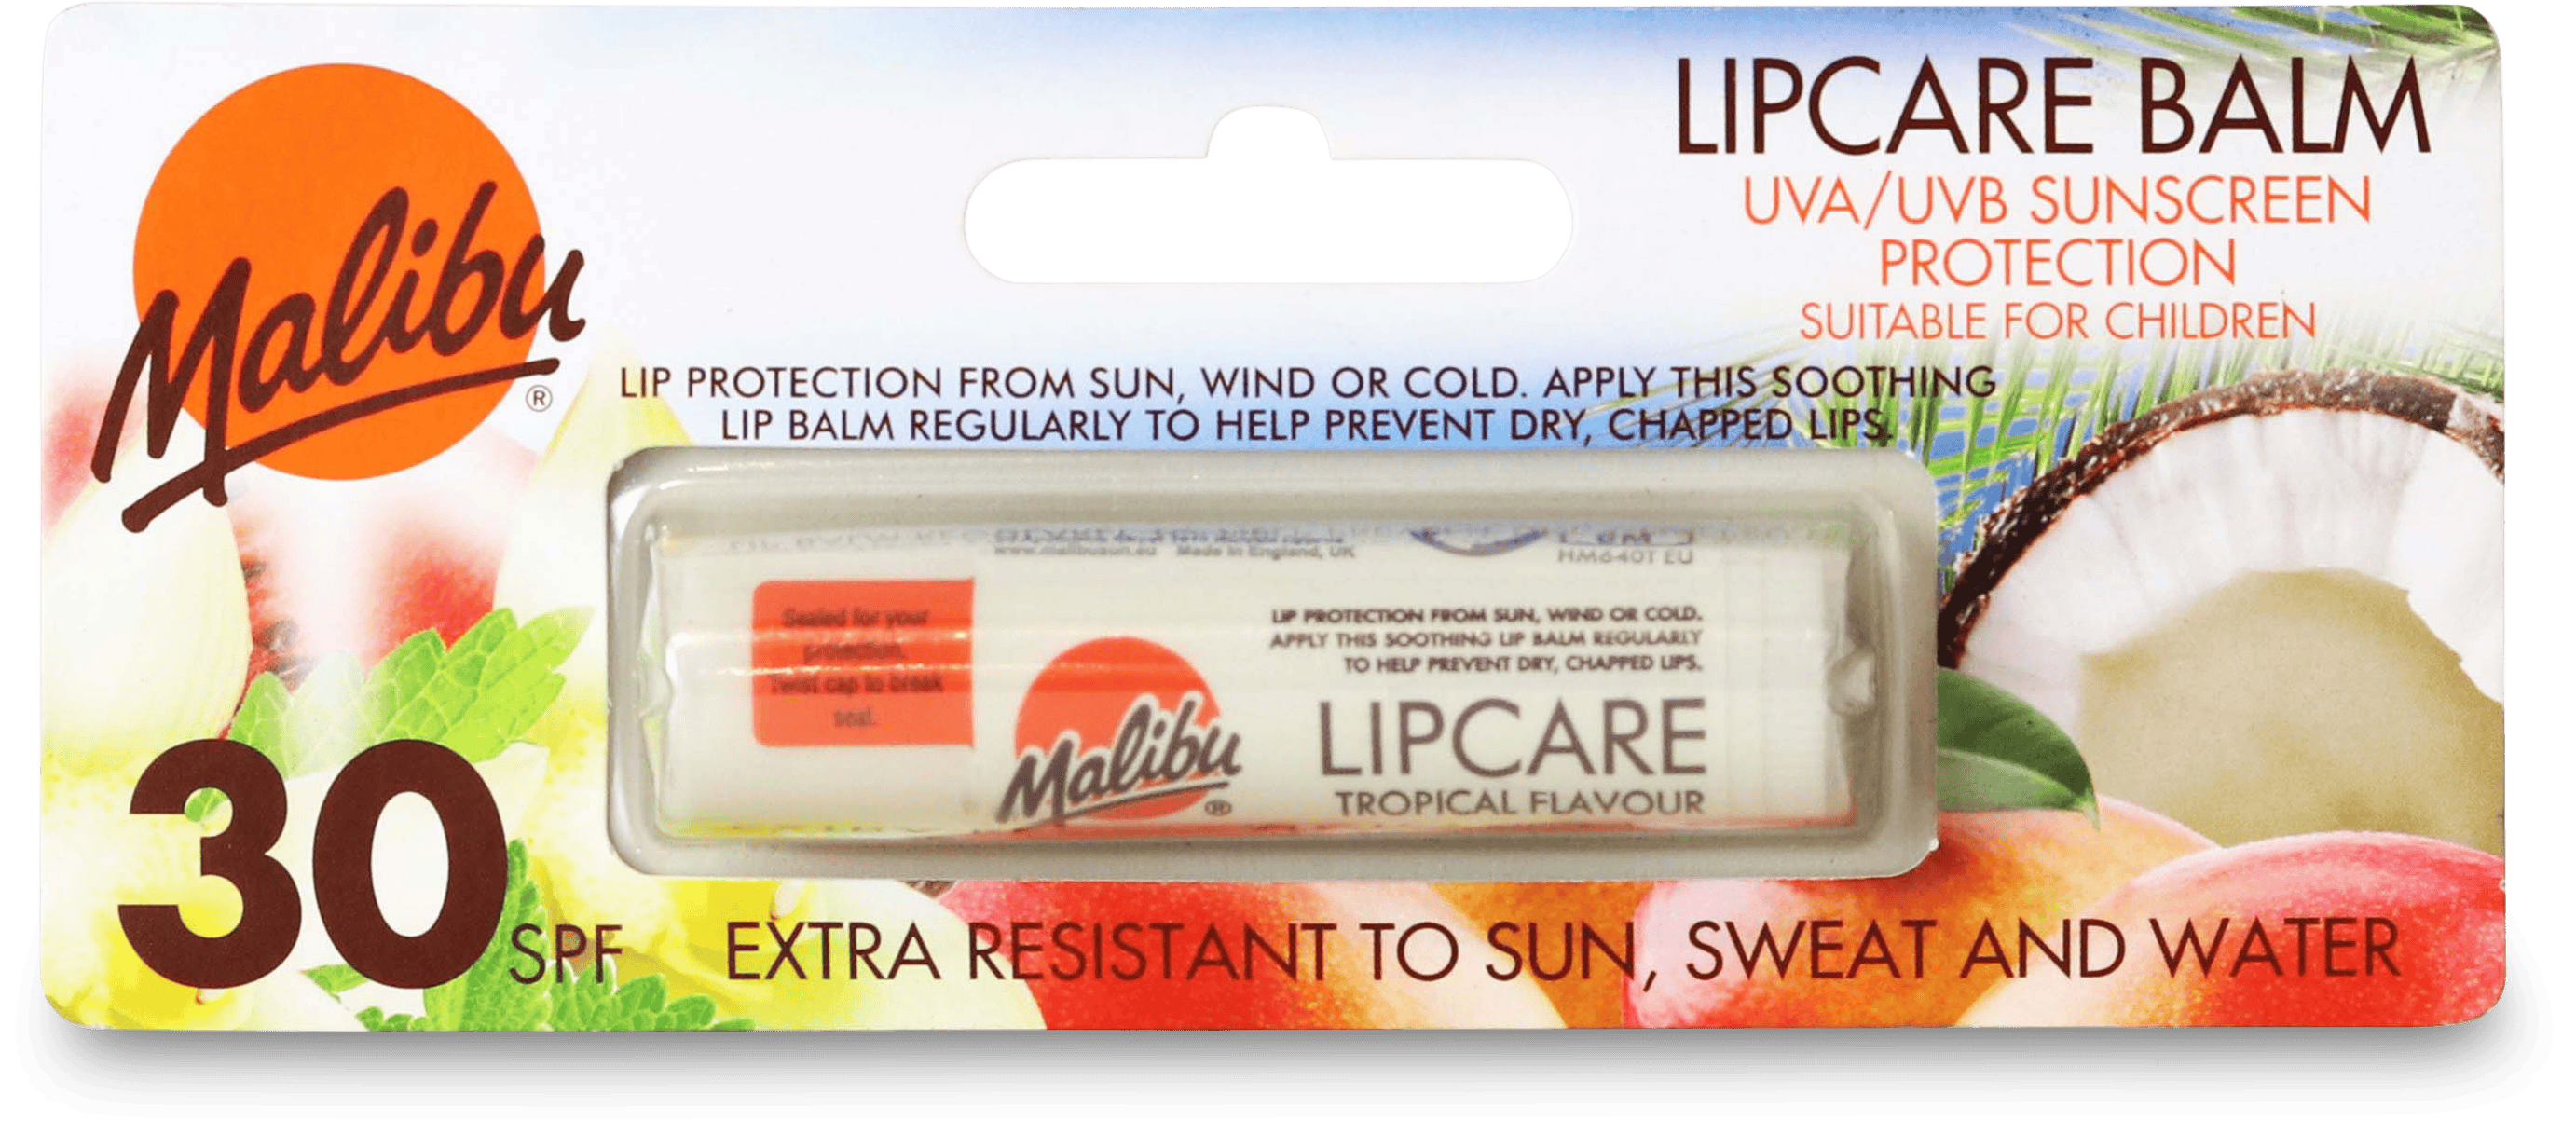 Malibu
®
LIPCARE BALM
UVA/UVB SUNSCREEN
PROTECTION
SUITABLE FOR CHILDREN
LIP PROTECTION FROM SUN, WIND OR COLD. APPLY THIS SOOTHING
LIP BALM REGULARLY TO HELP PREVENT DRY, CHAPPED LIPS.
www.malibusun.eu Made in England, UK
HM640T EU
Sealed for your
protection.
Twist cap to break
seal.
Malibu
®
LIP PROTECTION FROM SUN, WIND OR COLD.
APPLY THIS SOOTHING LIP BALM REGULARLY
TO HELP PREVENT DRY, CHAPPED LIPS.
LIPCARE
TROPICAL FLAVOUR
30 SPF
EXTRA RESISTANT TO SUN, SWEAT AND WATER